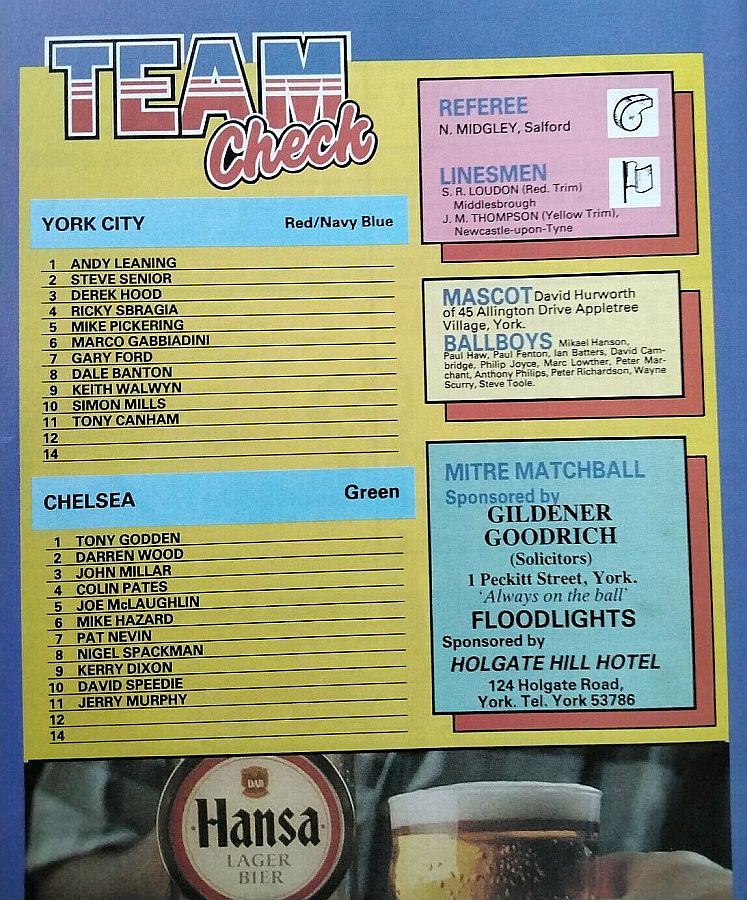 TEAM
Check
YORK CITY Red/Navy Blue
1 ANDY LEANING
2 STEVE SENIOR
3 DEREK HOOD
4 RICKY SBRAGIA
5 MIKE PICKERING
6 MARCO GABBIADINI
7 GARY FORD
8 DALE BANTON
9 KEITH WALWYN
10 SIMON MILLS
11 TONY CANHAM
12
14
CHELSEA Green
1 TONY GODDEN
2 DARREN WOOD
3 JOHN MILLAR
4 COLIN PATES
5 JOE McLAUGHLIN
6 MIKE HAZARD
7 PAT NEVIN
8 NIGEL SPACKMAN
9 KERRY DIXON
10 DAVID SPEEDIE
11 JERRY MURPHY
12
14
REFEREE
N. MIDGLEY, Salford
LINESMEN
S. R. LOUDON (Red. Trim)
Middlesbrough
J. M. THOMPSON (Yellow Trim),
Newcastle-upon-Tyne
MASCOT David Hurworth
of 45 Allington Drive Appletree
Village, York.
BALLBOYS Mikael Hanson,
Paul Haw, Paul Fenton, Ian Batters, David Cam-
bridge, Philip Joyce, Marc Lowther, Peter Mar-
chant, Anthony Philips, Peter Richardson, Wayne
Scurry, Steve Toole.
MITRE MATCHBALL
Sponsored by
GILDENER
GOODRICH
(Solicitors)
1 Peckitt Street, York.
'Always on the ball'
FLOODLIGHTS
Sponsored by
HOLGATE HILL HOTEL
124 Holgate Road,
York. Tel. York 53786
DAB
Hansa
LAGER
BIER